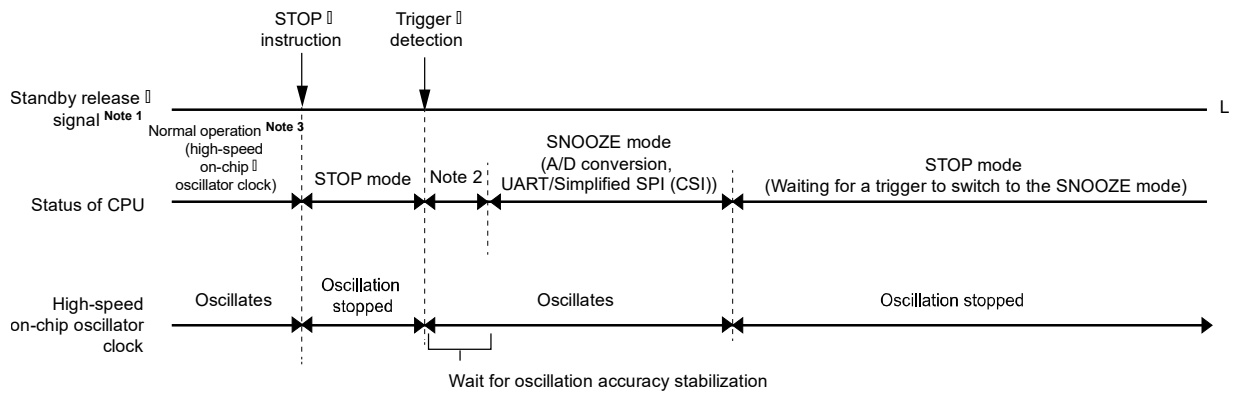 STOP
instruction
Trigger
detection
Standby release
signal Note 1
L
Normal operation Note 3
(high-speed
on-chip
oscillator clock)
STOP mode
Note 2
SNOOZE mode
(A/D conversion,
UART/Simplified SPI (CSI))
STOP mode
(Waiting for a trigger to switch to the SNOOZE mode)
Status of CPU
High-speed
on-chip oscillator
clock
Oscillates
Oscillation
stopped
Oscillates
Oscillation stopped
Wait for oscillation accuracy stabilization